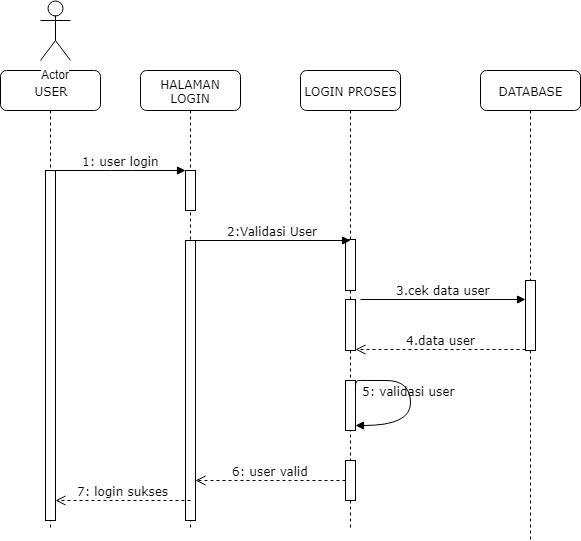 Actor
USER
HALAMAN
LOGIN
LOGIN PROSES
DATABASE
1: user login
2:Validasi User
3.cek data user
4.data user
5: validasi user
6: user valid
7: login sukses